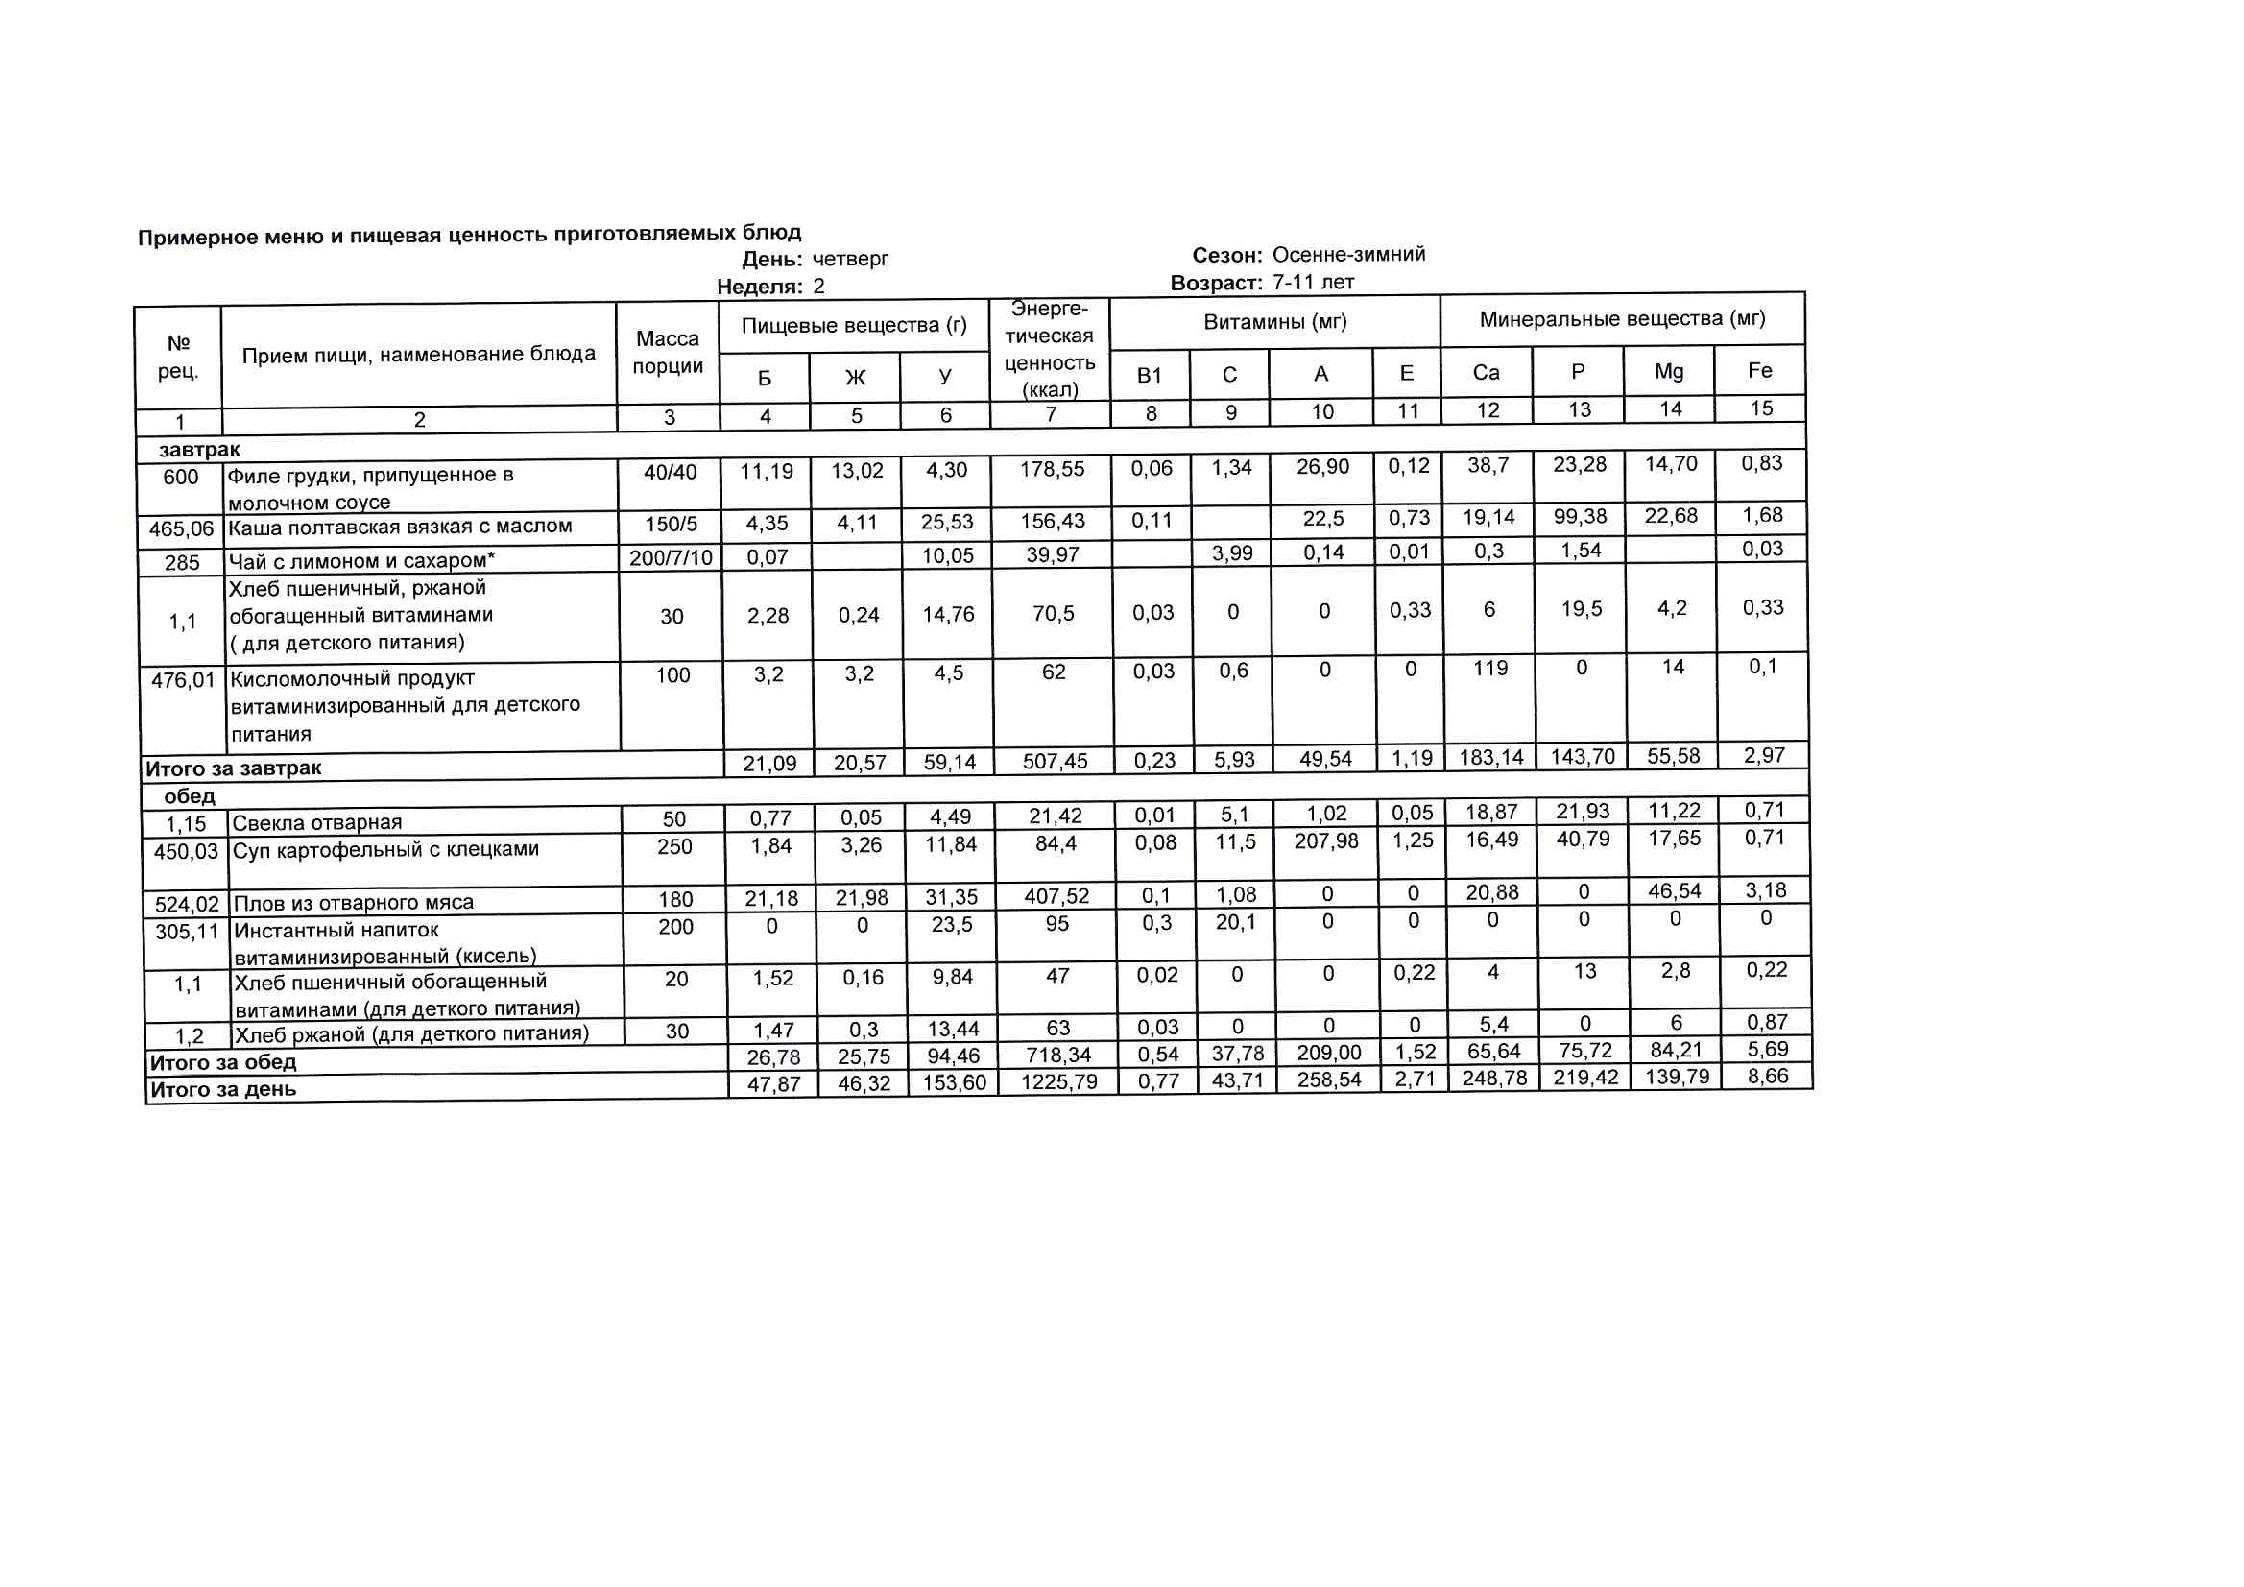 Примерное меню и пищевая ценность приготовляемых блюд
День: четверг Сезон: Осенне-зимний
Неделя: 2 Возраст: 7-11 лет
№ рец. Прием пищи, наименование блюда Масса порции Пищевые вещества (г) Энерге-тическая ценность (ккал) Витамины (мг) Минеральные вещества (мг)
Б Ж У В1 С А Е Ca P Mg Fe
1 2 3 4 5 6 7 8 9 10 11 12 13 14 15
завтрак
600 Филе грудки, припущенное в молочном соусе 40/40 11,19 13,02 4,30 178,55 0,06 1,34 26,90 0,12 38,7 23,28 14,70 0,83
465,06 Каша полтавская вязкая с маслом 150/5 4,35 4,11 25,53 156,43 0,11 22,5 0,73 19,14 99,38 22,68 1,68
285 Чай с лимоном и сахаром* 200/7/10 0,07 10,05 39,97 3,99 0,14 0,01 0,3 1,54 0,03
1,1 Хлеб пшеничный, ржаной обогащенный витаминами ( для детского питания) 30 2,28 0,24 14,76 70,5 0,03 0 0 0,33 6 19,5 4,2 0,33
476,01 Кисломолочный продукт витаминизированный для детского питания 100 3,2 3,2 4,5 62 0,03 0,6 0 0 119 0 14 0,1
Итого за завтрак 21,09 20,57 59,14 507,45 0,23 5,93 49,54 1,19 183,14 143,70 55,58 2,97
обед
1,15 Свекла отварная 50 0,77 0,05 4,49 21,42 0,01 5,1 1,02 0,05 18,87 21,93 11,22 0,71
450,03 Суп картофельный с клецками 250 1,84 3,26 11,84 84,4 0,08 11,5 207,98 1,25 16,49 40,79 17,65 0,71
524,02 Плов из отварного мяса 180 21,18 21,98 31,35 407,52 0,1 1,08 0 0 20,88 0 46,54 3,18
305,11 Инстантный напиток витаминизированный (кисель) 200 0 0 23,5 95 0,3 20,1 0 0 0 0 0 0
1,1 Хлеб пшеничный обогащенный витаминами (для деткого питания) 20 1,52 0,16 9,84 47 0,02 0 0 0,22 4 13 2,8 0,22
1,2 Хлеб ржаной (для деткого питания) 30 1,47 0,3 13,44 63 0,03 0 0 0 5,4 0 6 0,87
Итого за обед 26,78 25,75 94,46 718,34 0,54 37,78 209,00 1,52 65,64 75,72 84,21 5,69
Итого за день 47,87 46,32 153,60 1225,79 0,77 43,71 258,54 2,71 248,78 219,42 139,79 8,66